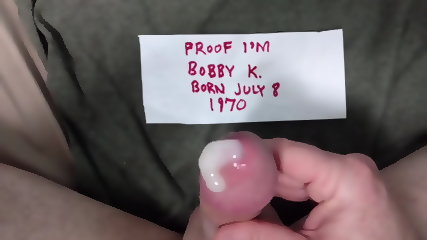 PROOF I'M
BOBBY K.
BORN JULY 8
1970